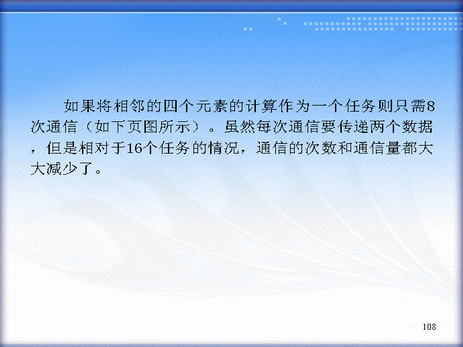 如果将相邻的四个元素的计算作为一个任务则只需8
次通信（如下页图所示）。虽然每次通信要传递两个数据
，但是相对于16个任务的情况，通信的次数和通信量都大
大减少了。
108